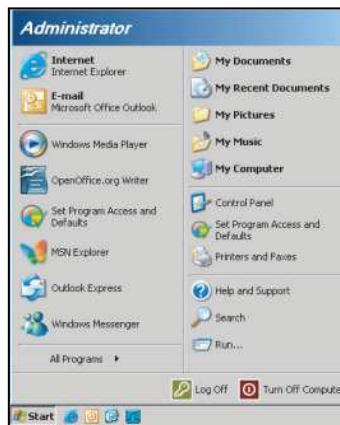 Administrator
Internet
Internet Explorer
E-mail
Microsoft Office Outlook
Windows Media Player
OpenOffice.org Writer
Set Program Access and
Defaults
MSN Explorer
Outlook Express
Windows Messenger
All Programs
My Documents
My Recent Documents
My Pictures
My Music
My Computer
Control Panel
Set Program Access and
Defaults
Printers and Faxes
Help and Support
Search
Run...
Log Off
Turn Off Compute
Start